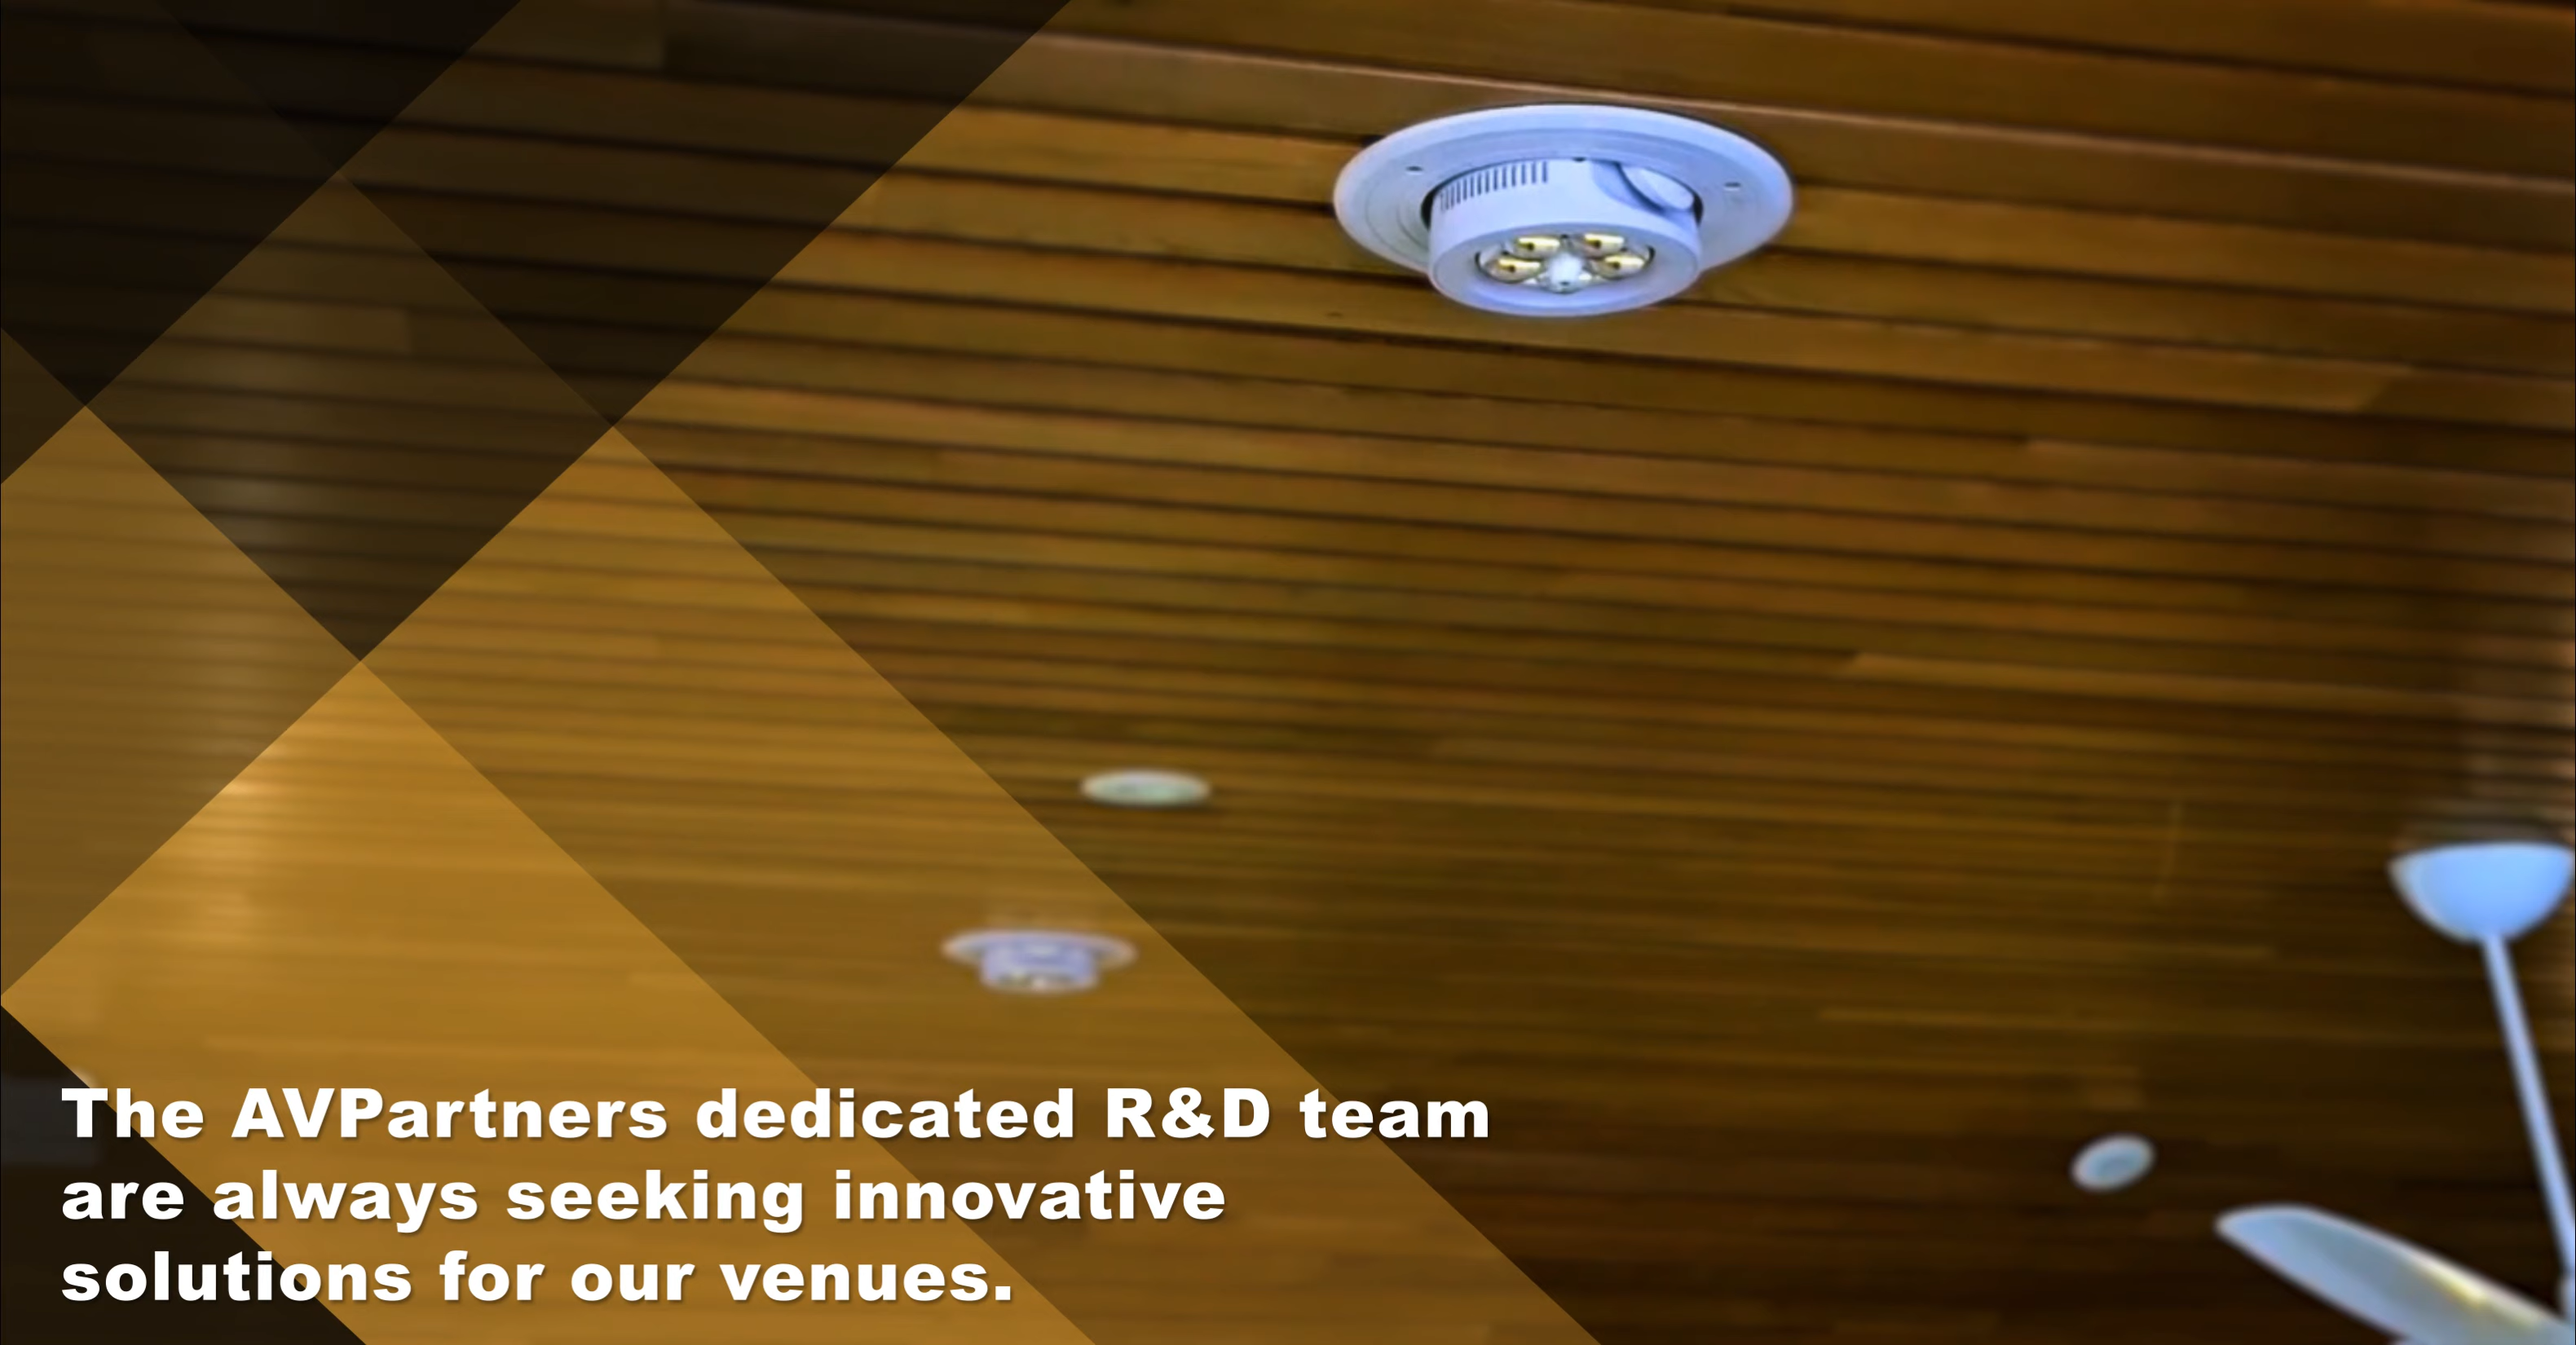 The AVPartners dedicated R&D team
are always seeking innovative
solutions for our venues.